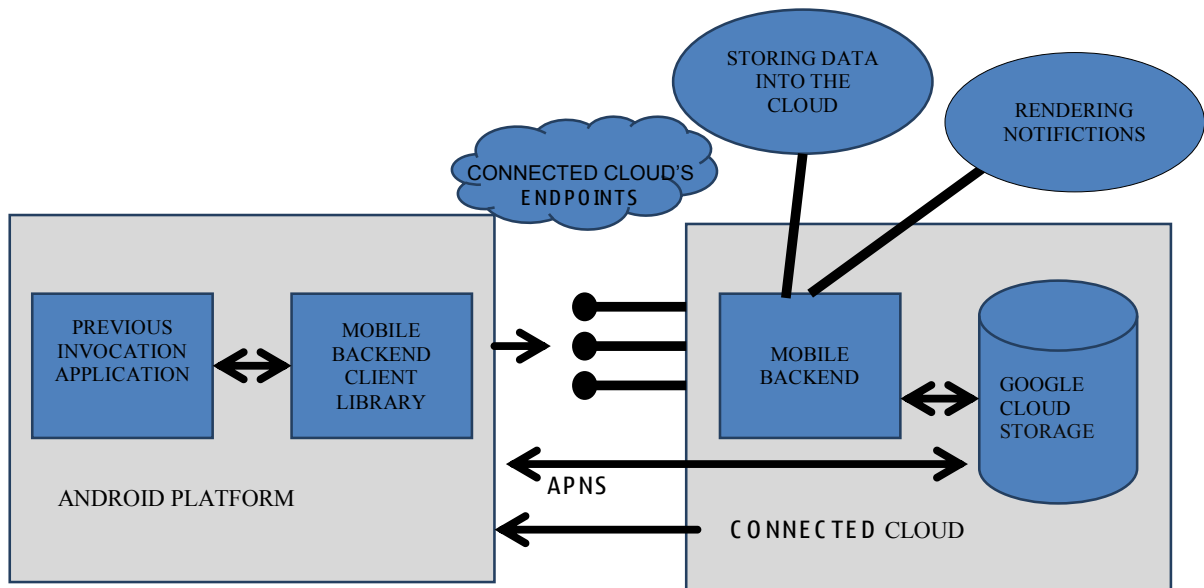 STORING DATA
INTO THE
CLOUD
RENDERING
NOTIFICTIONS
CONNECTED CLOUD'S
ENDPOINTS
PREVIOUS
INVOCATION
APPLICATION
MOBILE
BACKEND
CLIENT
LIBRARY
MOBILE
BACKEND
GOOGLE
CLOUD
STORAGE
ANDROID PLATFORM
APNS
CONNECTED CLOUD